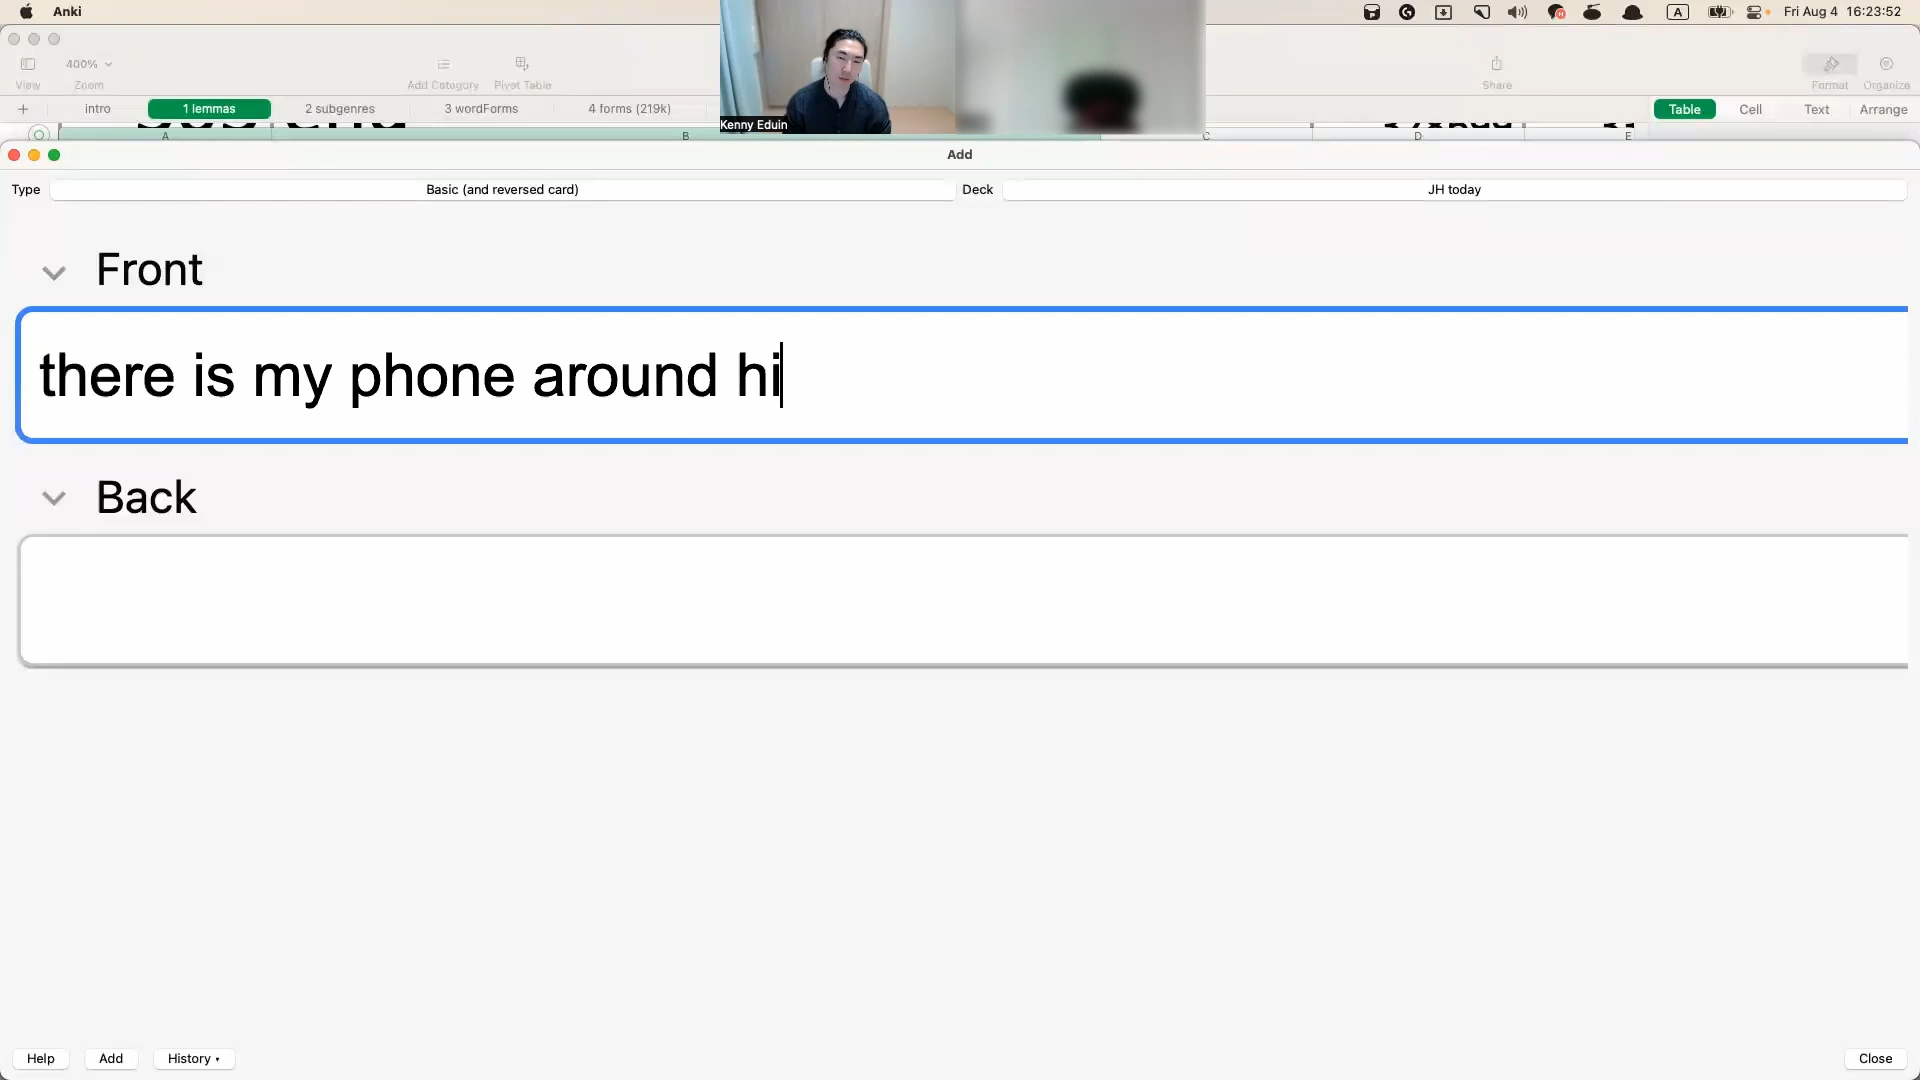 Anki
Fri Aug 4 16:23:52
400%
View
Zoom
Add Category
Pivot Table
Share
Format
Organize
intro
1 lemmas
2 subgenres
3 wordForms
4 forms (219k)
Table
Cell
Text
Arrange
Kenny Eduin
A
B
C
D
E
Add
Type
Basic (and reversed card)
Deck
JH today
Front
there is my phone around hi
Back
Help
Add
History
Close